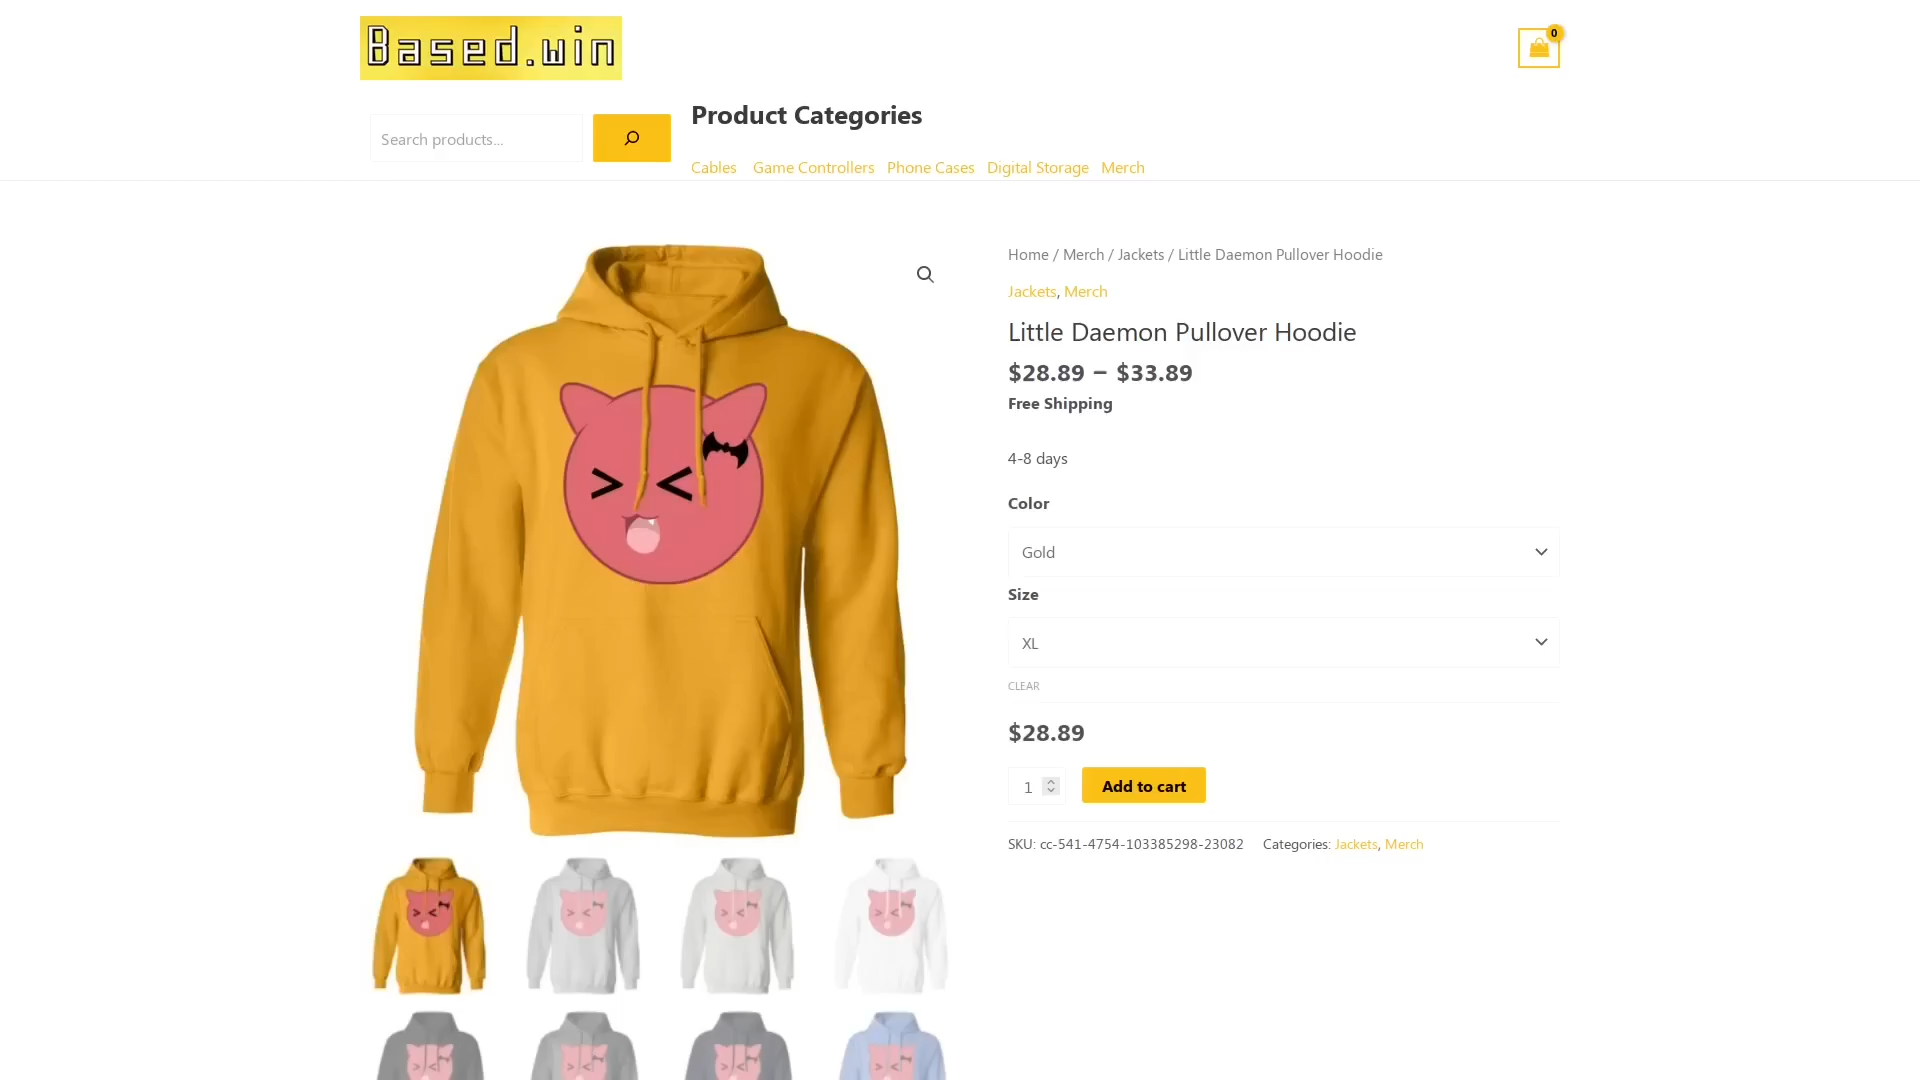 Based.win
0
Product Categories
Search products...
Cables Game Controllers Phone Cases Digital Storage Merch
Home / Merch / Jackets / Little Daemon Pullover Hoodie
Jackets, Merch
Little Daemon Pullover Hoodie
$28.89 – $33.89
Free Shipping
4-8 days
Color
Gold
Size
XL
CLEAR
$28.89
1
Add to cart
SKU: cc-541-4754-103385298-23082 Categories: Jackets, Merch